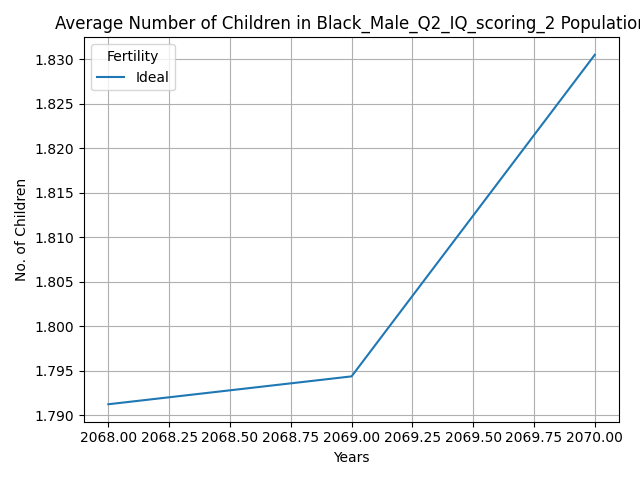 Average Number of Children in Black_Male_Q2_IQ_scoring_2 Population
Fertility
Ideal
1.830
1.825
1.820
1.815
1.810
1.805
1.800
1.795
1.790
No. of Children
2068.00 2068.25 2068.50 2068.75 2069.00 2069.25 2069.50 2069.75 2070.00
Years